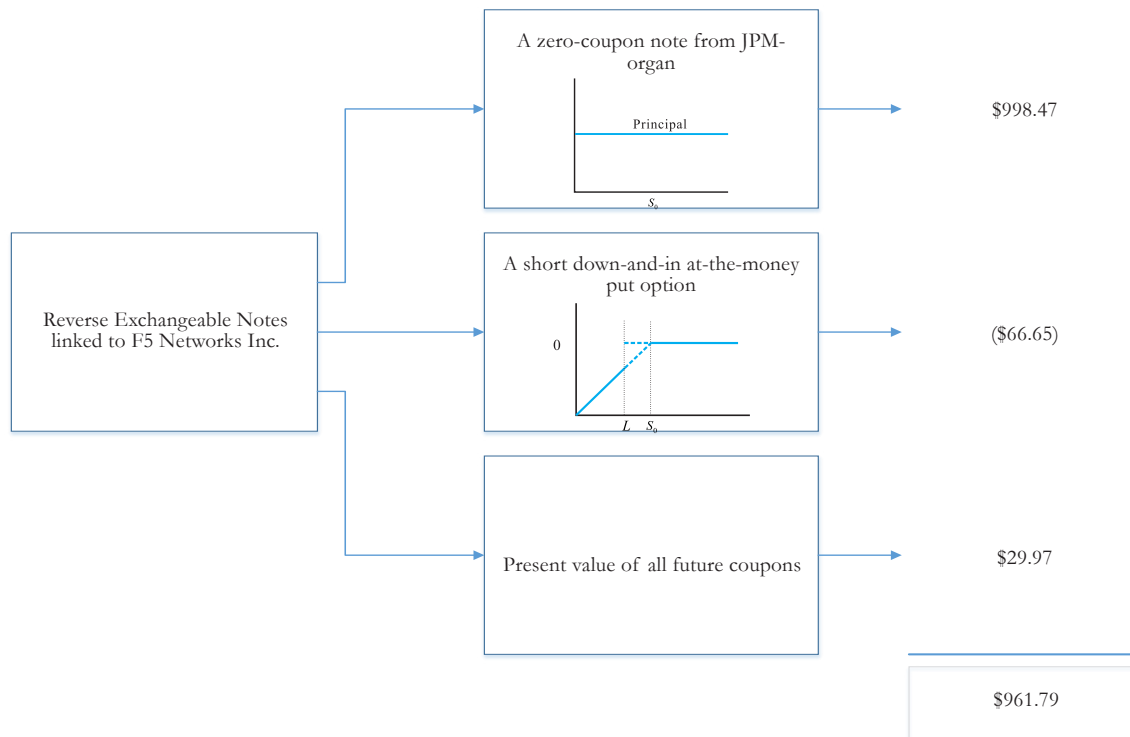 A zero-coupon note from JPM-
organ
Principal
S₀
$998.47
Reverse Exchangeable Notes
linked to F5 Networks Inc.
A short down-and-in at-the-money
put option
0
L S₀
($66.65)
Present value of all future coupons
$29.97
$961.79